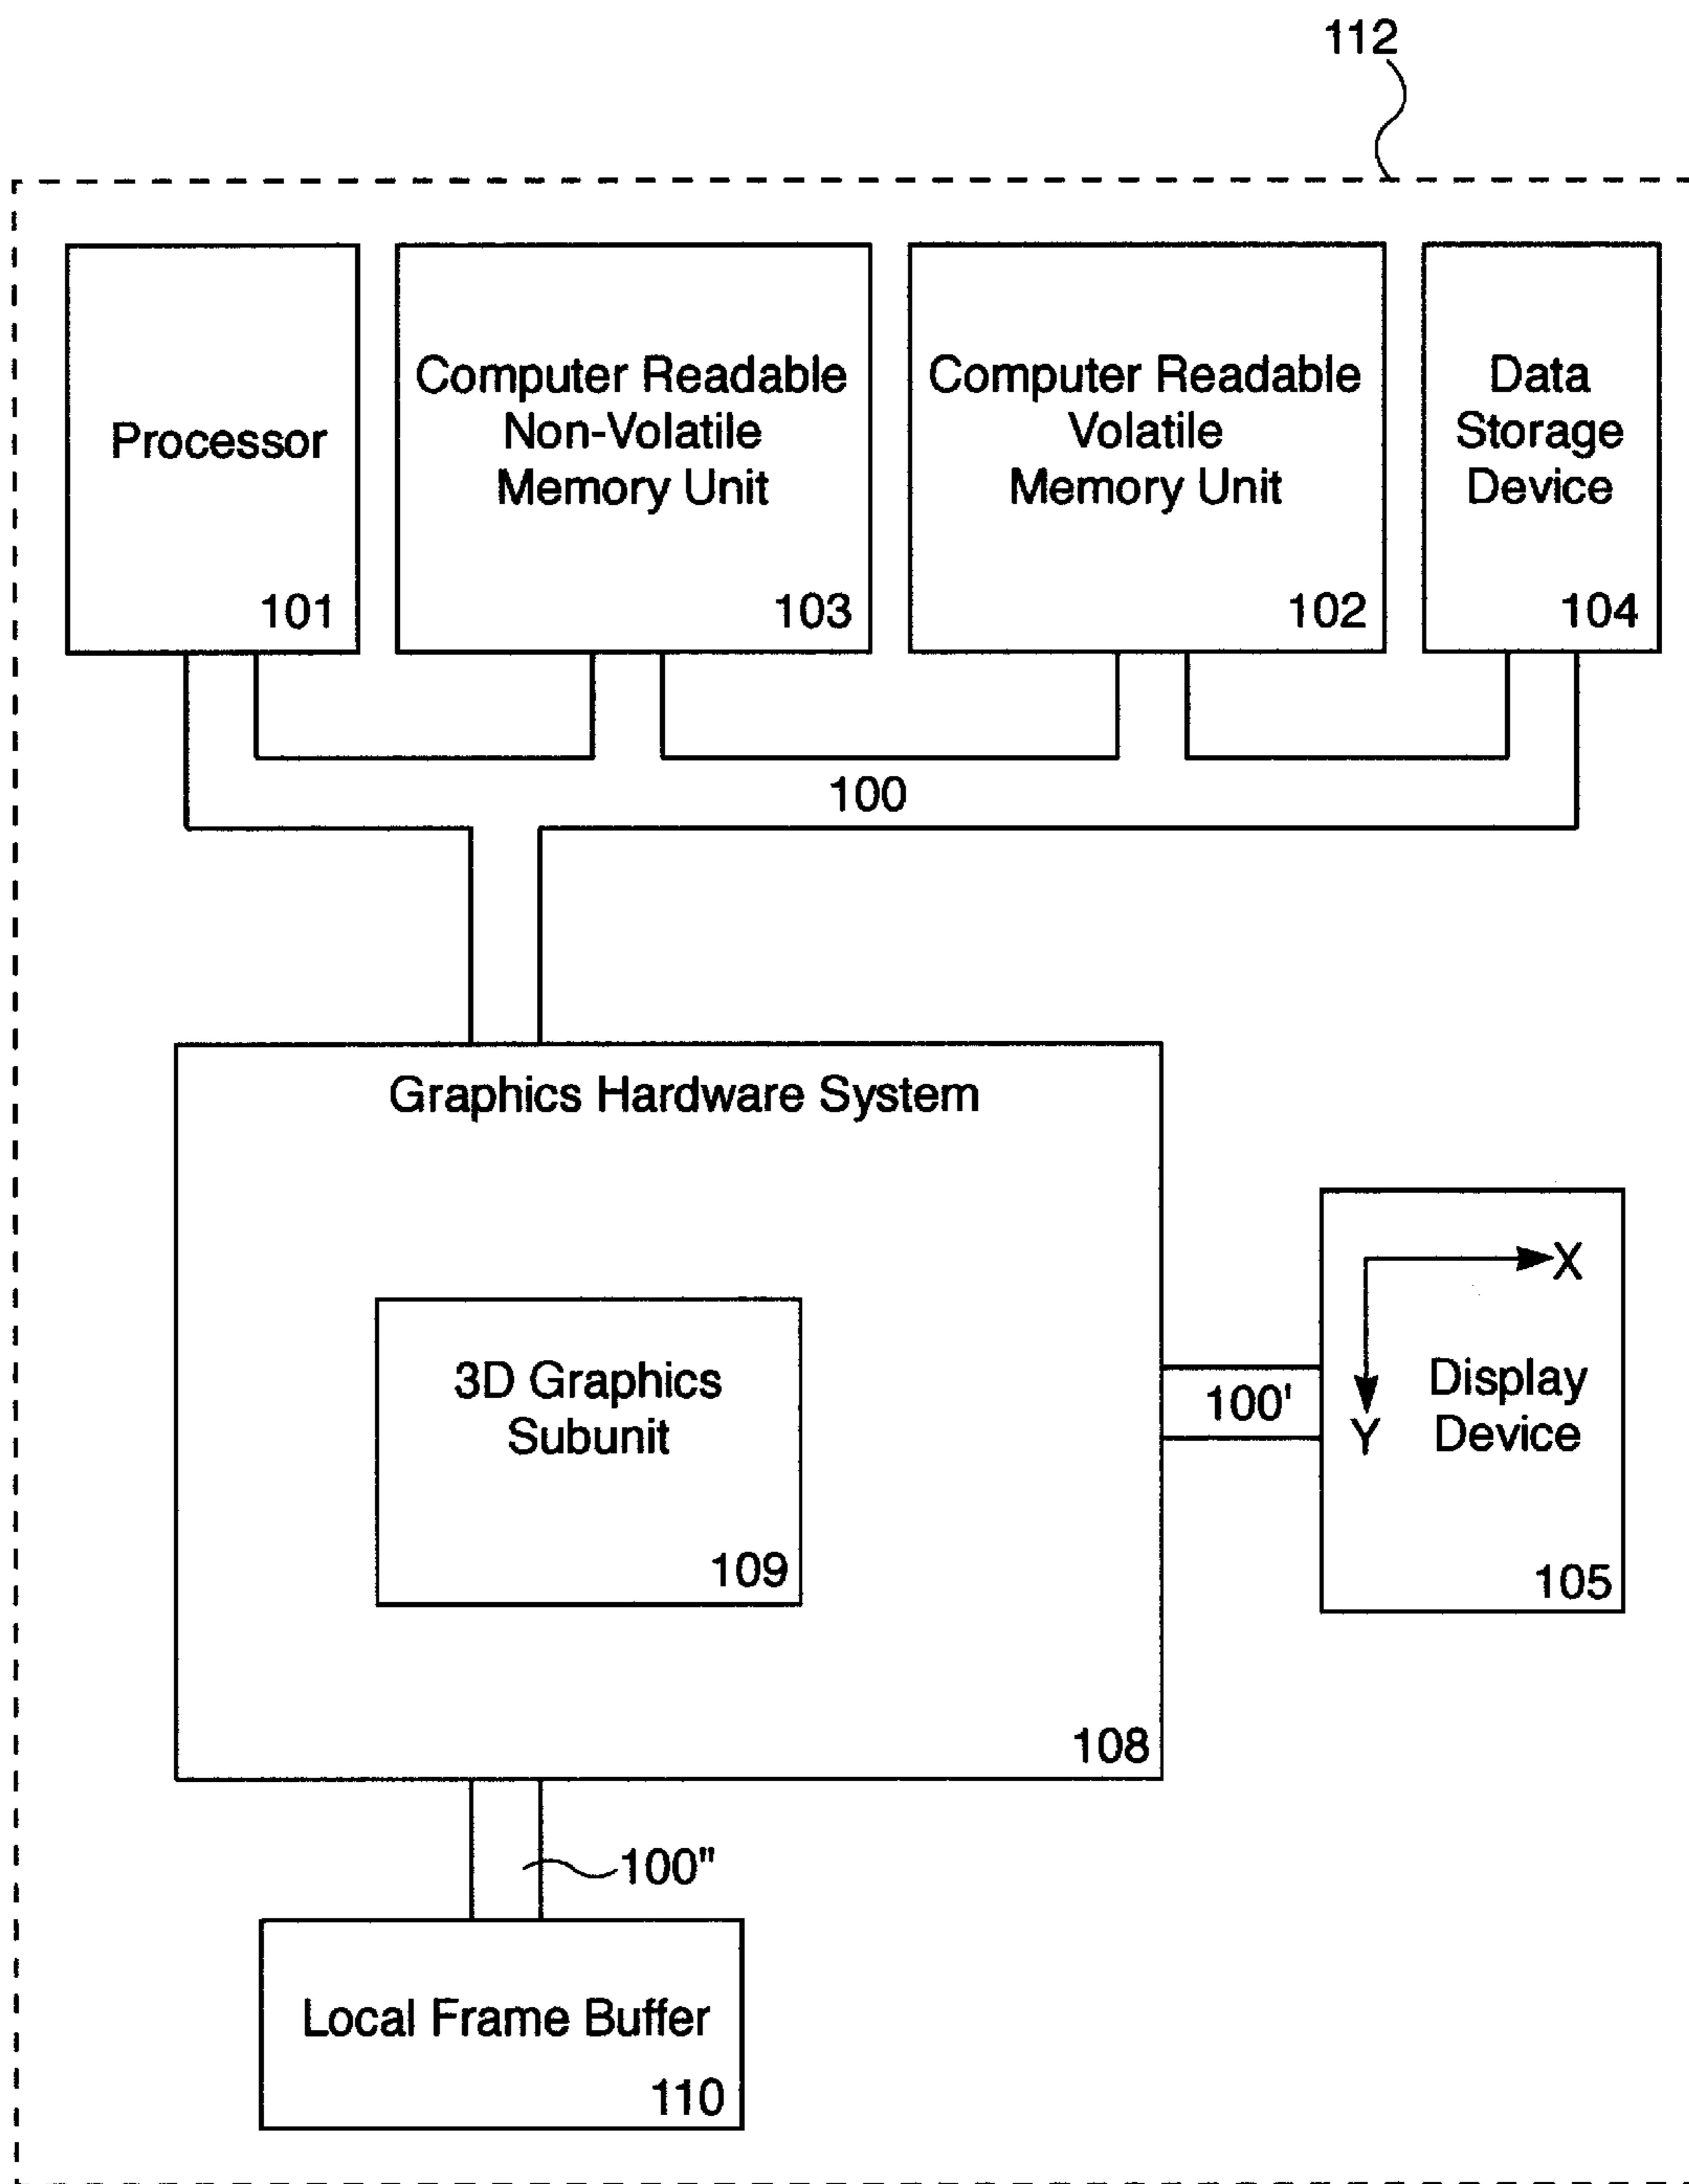 112
Processor
101
Computer Readable
Non-Volatile
Memory Unit
103
Computer Readable
Volatile
Memory Unit
102
Data
Storage
Device
104
100
Graphics Hardware System
3D Graphics
Subunit
109
108
100'
X
Y
Display
Device
105
100"
Local Frame Buffer
110